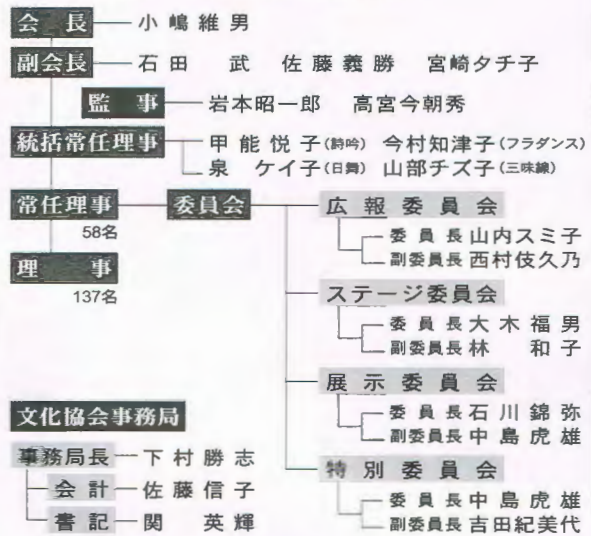 会長 小嶋維男
副会長 石田 武 佐藤義勝 宮崎タチ子
監事 岩本昭一郎 高宮今朝秀
統括常任理事 甲能悦子(詩吟) 今村知津子(フラダンス)
泉 ケイ子(日舞) 山部チズ子(三味線)
常任理事 委員会 広報委員会
58名
委員長 山内スミ子
副委員長 西村伎久乃
理事
137名
ステージ委員会
委員長 大木福男
副委員長 林 和子
展示委員会
委員長 石川錦弥
副委員長 中島虎雄
特別委員会
委員長 中島虎雄
副委員長 吉田紀美代
文化協会事務局
事務局長 下村勝志
会計 佐藤信子
書記 関 英輝